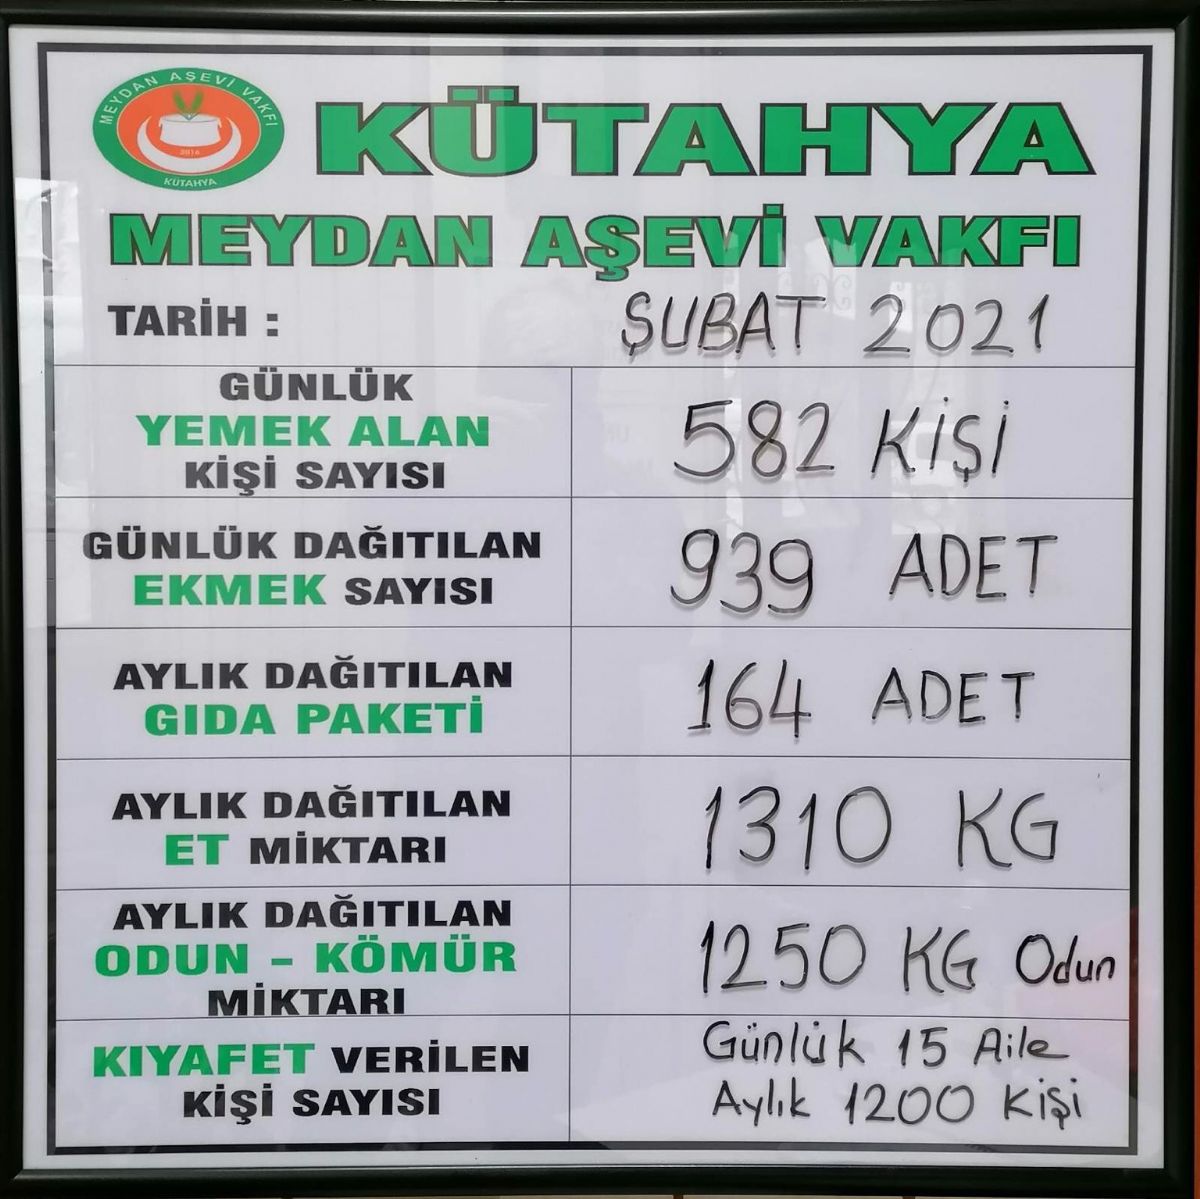 MEYDAN AŞEVİ VAKFI
KÜTAHYA
KÜTAHYA
MEYDAN AŞEVİ VAKFI
TARİH : ŞUBAT 2021
GÜNLÜK
YEMEK ALAN
KİŞİ SAYISI
582 KİŞİ
GÜNLÜK DAĞITILAN
EKMEK SAYISI
939 ADET
AYLIK DAĞITILAN
GIDA PAKETİ
164 ADET
AYLIK DAĞITILAN
ET MİKTARI
1310 KG
AYLIK DAĞITILAN
ODUN - KÖMÜR
MİKTARI
1250 KG Odun
KIYAFET VERİLEN
KİŞİ SAYISI
Günlük 15 Aile
Aylık 1200 Kişi